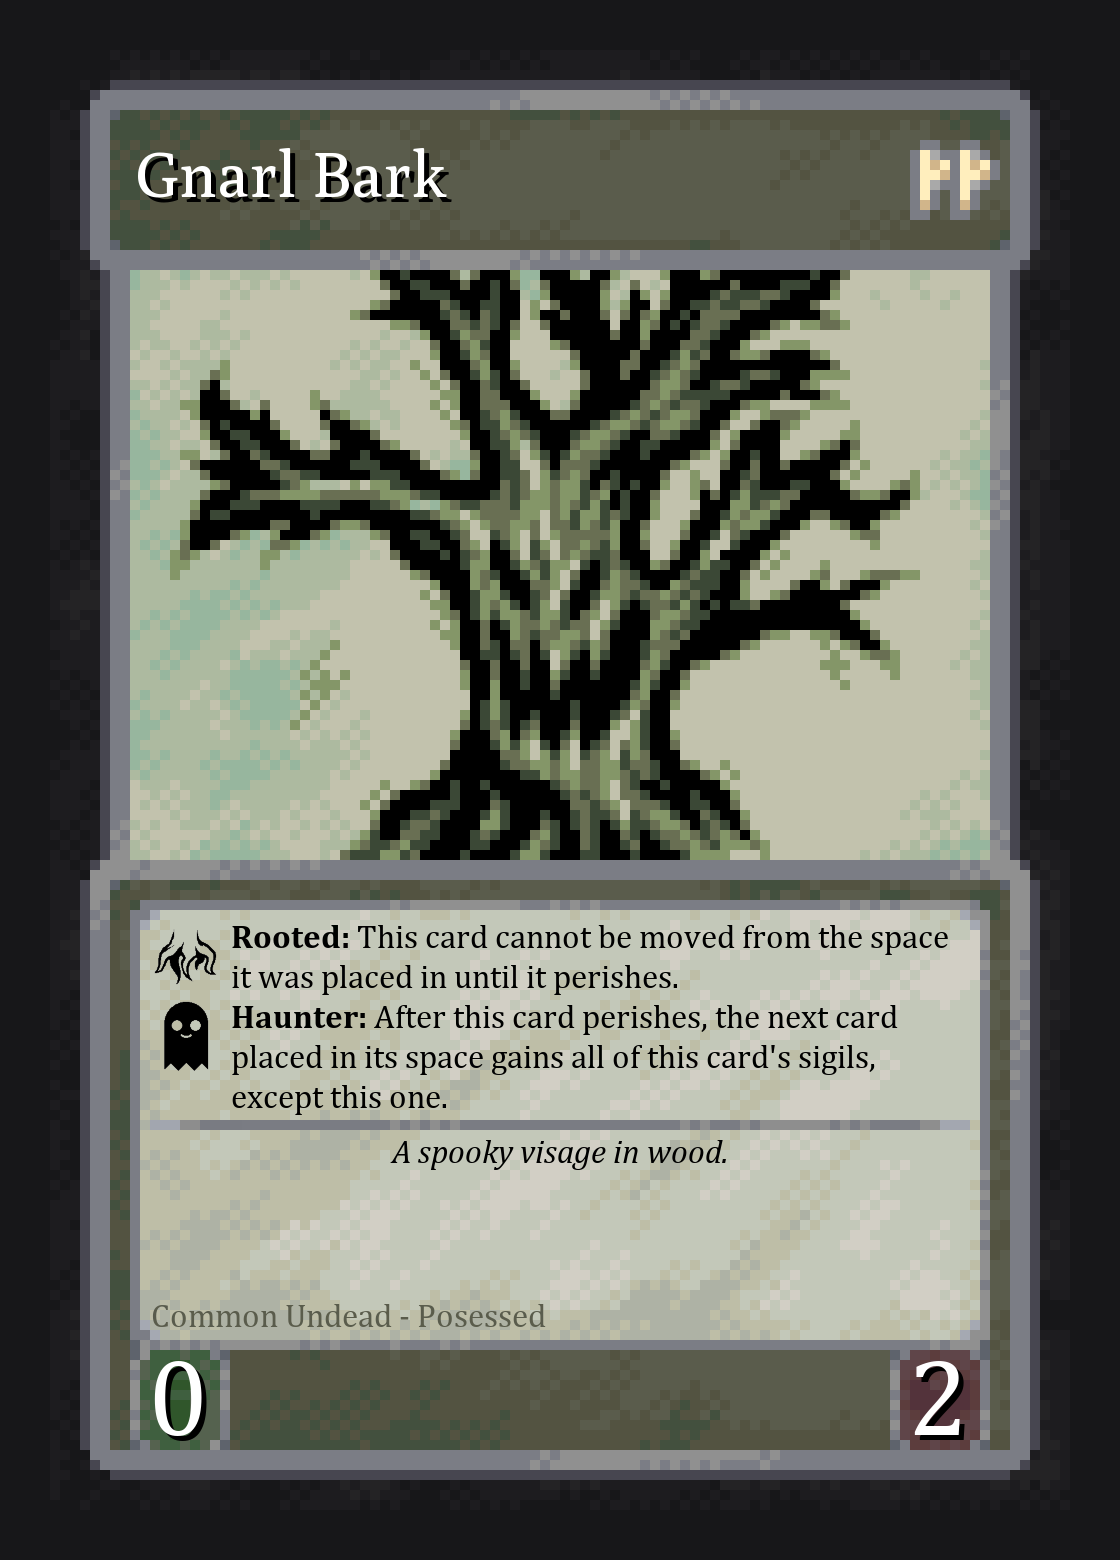 Gnarl Bark
Rooted: This card cannot be moved from the space
it was placed in until it perishes.
Haunter: After this card perishes, the next card
placed in its space gains all of this card's sigils,
except this one.
A spooky visage in wood.
Common Undead - Posessed
0
2